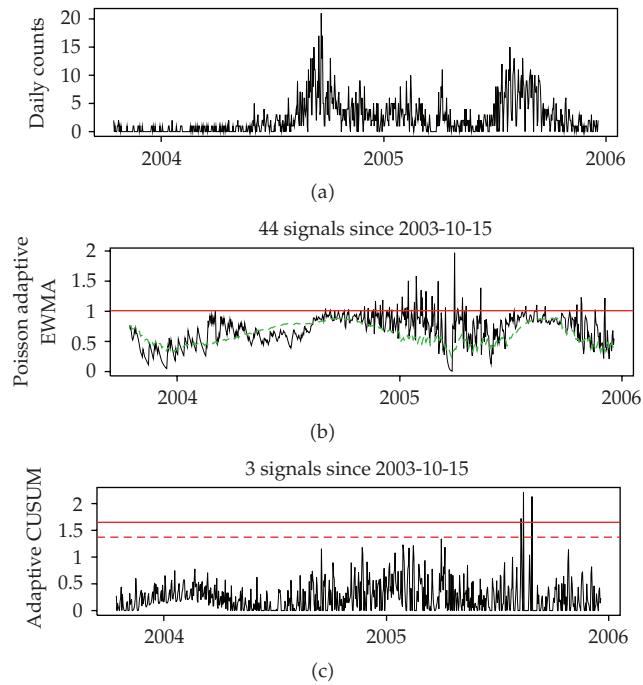 Daily counts
20
15
10
5
0
2004 2005 2006
(a)
44 signals since 2003-10-15
Poisson adaptive
EWMA
2
1.5
1
0.5
0
2004 2005 2006
(b)
3 signals since 2003-10-15
Adaptive CUSUM
2
1.5
1
0.5
0
2004 2005 2006
(c)